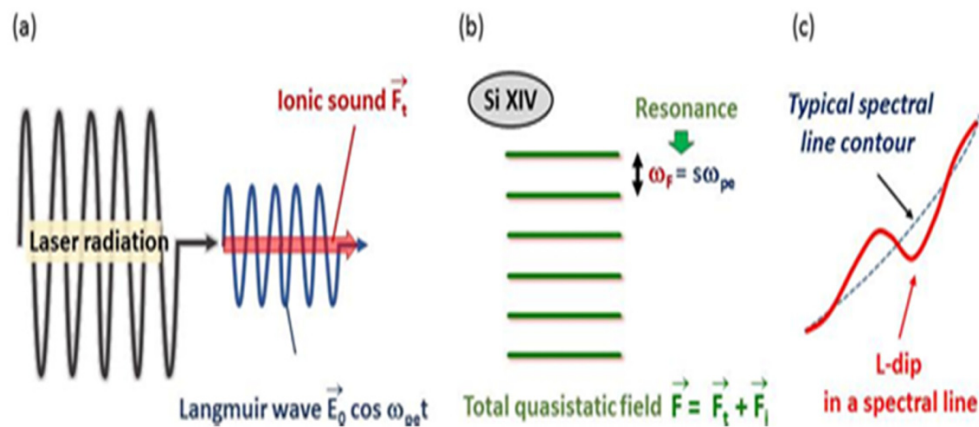 (a)
Ionic sound F⃗t
Laser radiation
Langmuir wave E⃗0 cos ωpet
(b)
Si XIV
Resonance
ωF = sωpe
Total quasistatic field F⃗ = F⃗t + F⃗i
(c)
Typical spectral
line contour
L-dip
in a spectral line